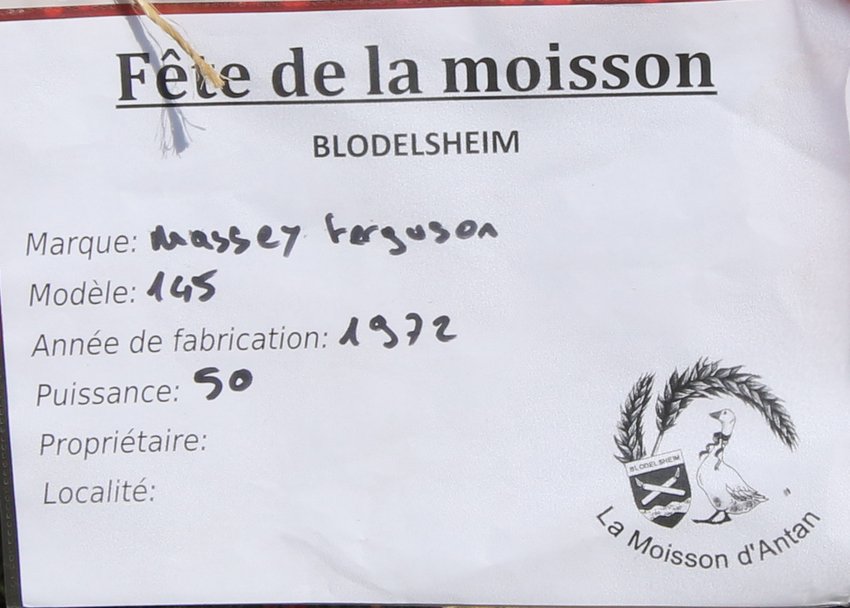 Fête de la moisson
BLODELSHEIM
Marque: Massey Ferguson
Modèle: 145
Année de fabrication: 1972
Puissance: 50
Propriétaire:
Localité:
BLODELSHEIM
La Moisson d'Antan